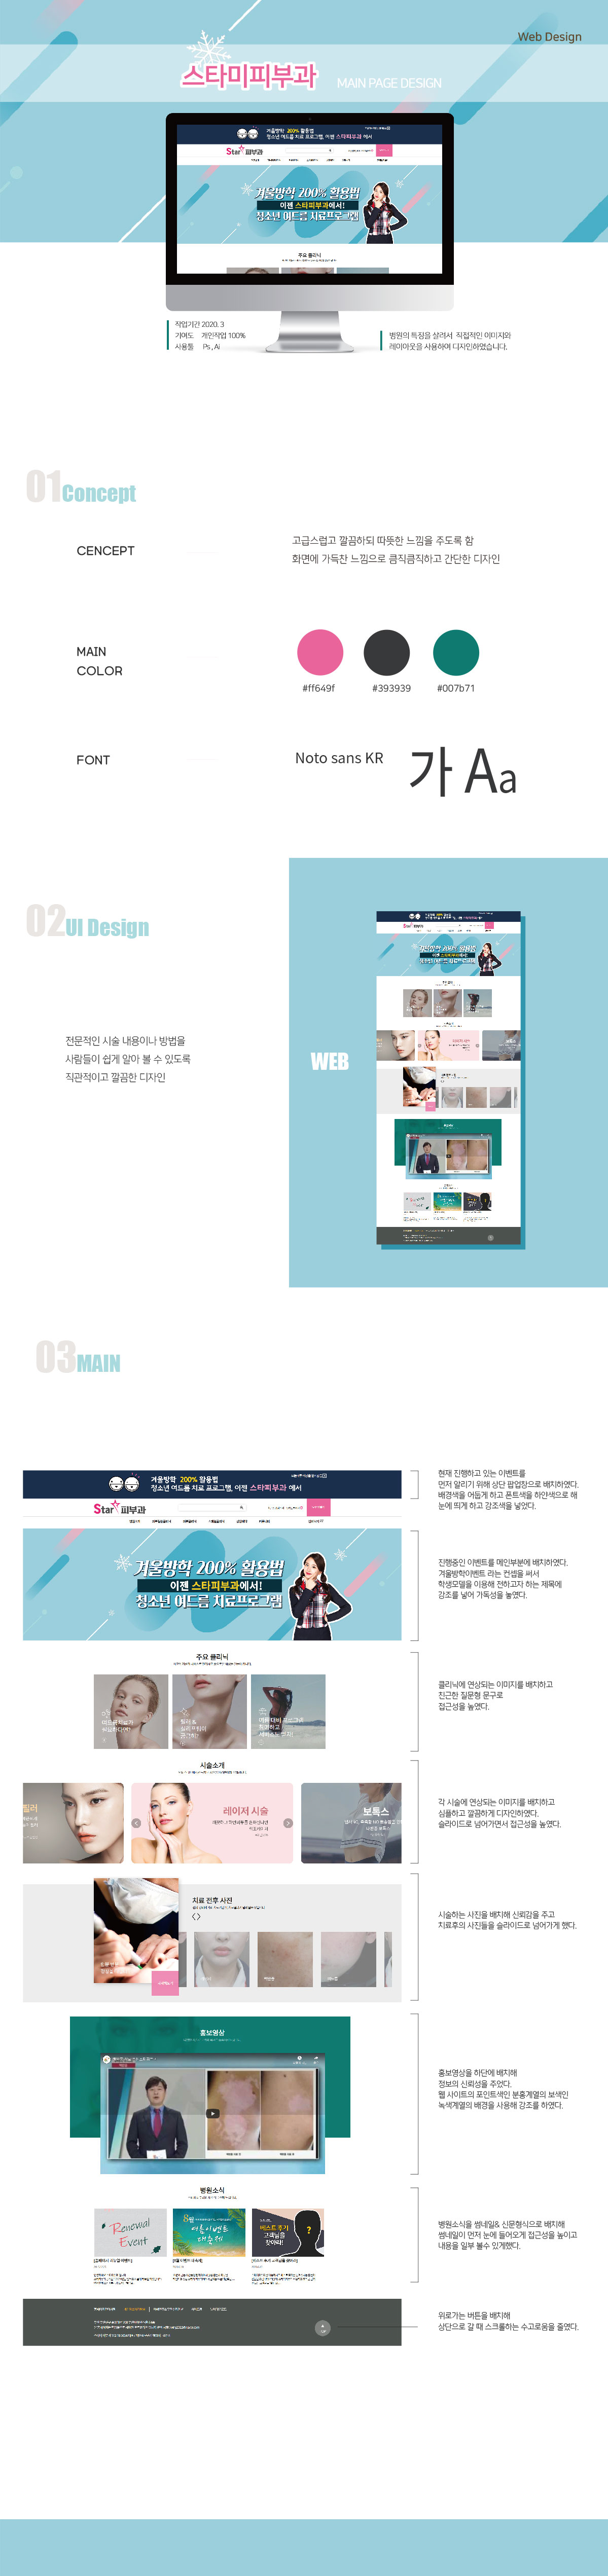 Web Design
스타미피부과
MAIN PAGE DESIGN
겨울방학 200% 활용법
청소년 여드름 치료 프로그램, 이젠 스타미피부과 에서
Star 피부과
겨울방학 200% 활용법
이젠 스타피부과에서!
청소년 여드름 치료프로그램
주요 클리닉
작업기간 2020. 3
기여도 개인작업 100%
사용툴 Ps , Ai
병원의 특징을 살려서 직접적인 이미지와
레이아웃을 사용하여 디자인하였습니다.
01Concept
CENCEPT
고급스럽고 깔끔하되 따뜻한 느낌을 주도록 함
화면에 가득찬 느낌으로 큼직큼직하고 간단한 디자인
MAIN
COLOR
#ff649f
#393939
#007b71
FONT
Noto sans KR
가 Aa
02UI Design
전문적인 시술 내용이나 방법을
사람들이 쉽게 알아 볼 수 있도록
직관적이고 깔끔한 디자인
WEB
03MAIN
겨울방학 200% 활용법
청소년 여드름 치료 프로그램, 이젠 스타미피부과 에서
Star 피부과
겨울방학 200% 활용법
이젠 스타피부과에서!
청소년 여드름 치료프로그램
주요 클리닉
시술소개
필러
레이저 시술
보톡스
치료 전후 사진
홍보영상
병원소식
Renewal
Event
8월
여름이벤트
대축제
베스트 후기
고객님을
찾아라!
?
현재 진행하고 있는 이벤트를
먼저 알리기 위해 상단 팝업창으로 배치하였다.
배경색을 어둡게 하고 폰트색을 하얀색으로 해
눈에 띄게 하고 강조색을 넣었다.
진행중인 이벤트를 메인부분에 배치하였다.
겨울방학이벤트 라는 컨셉을 써서
학생모델을 이용해 전하고자 하는 제목에
강조를 넣어 가독성을 높였다.
클리닉에 연상되는 이미지를 배치하고
친근한 질문형 문구로
접근성을 높였다.
각 시술에 연상되는 이미지를 배치하고
심플하고 깔끔하게 디자인하였다.
슬라이드로 넘어가면서 접근성을 높였다.
시술하는 사진을 배치해 신뢰감을 주고
치료후의 사진들을 슬라이드로 넘어가게 했다.
홍보영상을 하단에 배치해
정보의 신뢰성을 주었다.
웹 사이트의 포인트색인 분홍계열의 보색인
녹색계열의 배경을 사용해 강조를 하였다.
병원소식을 썸네일& 신문형식으로 배치해
썸네일이 먼저 눈에 들어오게 접근성을 높이고
내용을 일부 볼수 있게했다.
위로가는 버튼을 배치해
상단으로 갈 때 스크롤하는 수고로움을 줄였다.